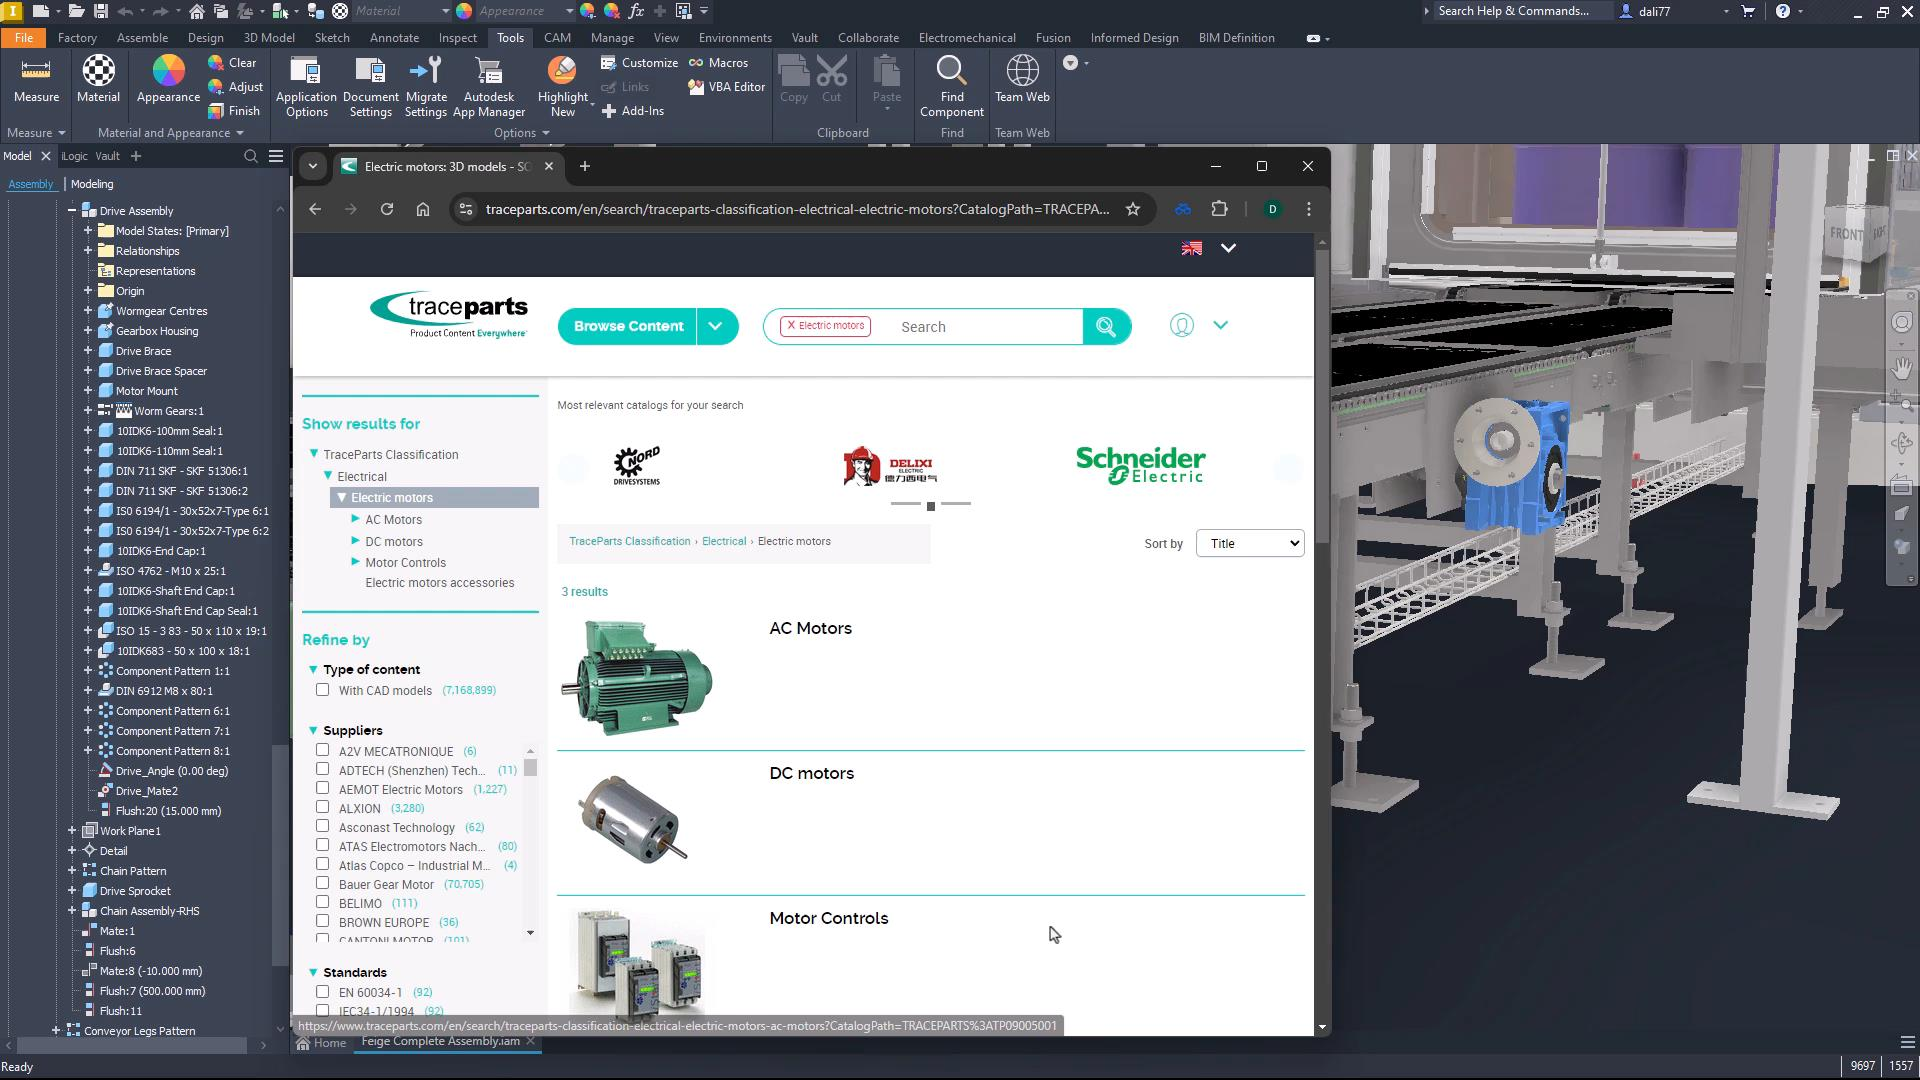 Material
Appearance
Search Help & Commands...
dali77
File
Factory
Assemble
Design
3D Model
Sketch
Annotate
Inspect
Tools
CAM
Manage
View
Environments
Vault
Collaborate
Electromechanical
Fusion
Informed Design
BIM Definition
Measure
Material
Appearance
Clear
Adjust
Finish
Application Options
Document Settings
Migrate Settings
Autodesk App Manager
Highlight New
Customize
Links
Add-Ins
Macros
VBA Editor
Copy
Cut
Paste
Find Component
Team Web
Measure
Material and Appearance
Options
Clipboard
Find
Team Web
Model
iLogic
Vault
Assembly
Modeling
Drive Assembly
Model States: [Primary]
Relationships
Representations
Origin
Wormgear Centres
Gearbox Housing
Drive Brace
Drive Brace Spacer
Motor Mount
Worm Gears:1
10IDK6-100mm Seal:1
10IDK6-110mm Seal:1
DIN 711 SKF - SKF 51306:1
DIN 711 SKF - SKF 51306:2
IS0 6194/1 - 30x52x7-Type 6:1
IS0 6194/1 - 30x52x7-Type 6:2
10IDK6-End Cap:1
ISO 4762 - M10 x 25:1
10IDK6-Shaft End Cap:1
10IDK6-Shaft End Cap Seal:1
ISO 15 - 3 83 - 50 x 110 x 19:1
10IDK683 - 50 x 100 x 18:1
Component Pattern 1:1
DIN 6912 M8 x 80:1
Component Pattern 6:1
Component Pattern 7:1
Component Pattern 8:1
Drive_Angle (0.00 deg)
Drive_Mate2
Flush:20 (15.000 mm)
Work Plane1
Detail
Chain Pattern
Drive Sprocket
Chain Assembly-RHS
Mate:1
Flush:6
Mate:8 (-10.000 mm)
Flush:7 (500.000 mm)
Flush:11
Conveyor Legs Pattern
Electric motors: 3D models - SO
traceparts.com/en/search/traceparts-classification-electrical-electric-motors?CatalogPath=TRACEPA...
D
traceparts
Product Content Everywhere
Browse Content
X Electric motors
Search
Show results for
TraceParts Classification
Electrical
Electric motors
AC Motors
DC motors
Motor Controls
Electric motors accessories
Refine by
Type of content
With CAD models (7,168,899)
Suppliers
A2V MECATRONIQUE (6)
ADTECH (Shenzhen) Tech... (11)
AEMOT Electric Motors (1,227)
ALXION (3,280)
Asconast Technology (62)
ATAS Electromotors Nach... (80)
Atlas Copco – Industrial M... (4)
Bauer Gear Motor (70,705)
BELIMO (111)
BROWN EUROPE (36)
CANTONI MOTOR (101)
Standards
EN 60034-1 (92)
IEC34-1/1994 (92)
Most relevant catalogs for your search
NORD
DRIVESYSTEMS
DELIXI
ELECTRIC
德力西电气
Schneider
Electric
TraceParts Classification › Electrical › Electric motors
Sort by
Title
3 results
AC Motors
DC motors
Motor Controls
https://www.traceparts.com/en/search/traceparts-classification-electrical-electric-motors-ac-motors?CatalogPath=TRACEPARTS%3ATP09005001
FRONT
Home
Feige Complete Assembly.iam
Ready
9697
1557